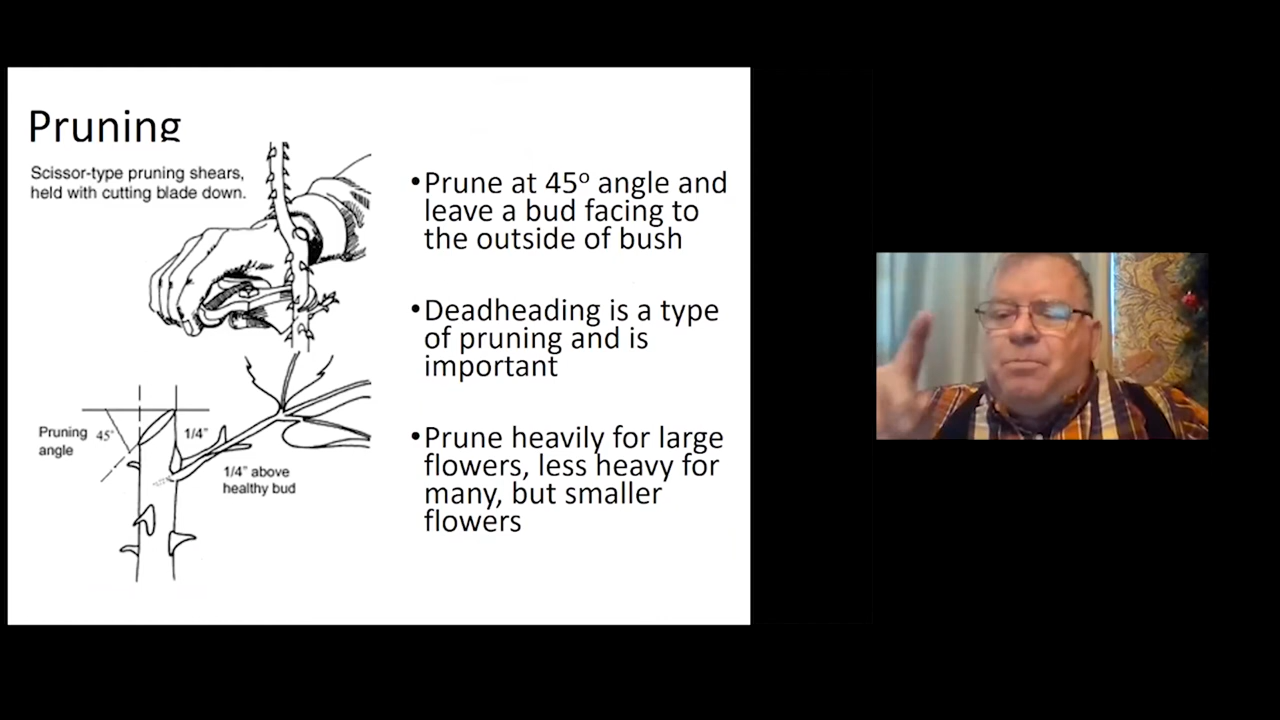 Pruning
Scissor-type pruning shears,
held with cutting blade down.
Pruning
angle
45°
1/4"
1/4" above
healthy bud
•Prune at 45º angle and
leave a bud facing to
the outside of bush
•Deadheading is a type
of pruning and is
important
•Prune heavily for large
flowers, less heavy for
many, but smaller
flowers